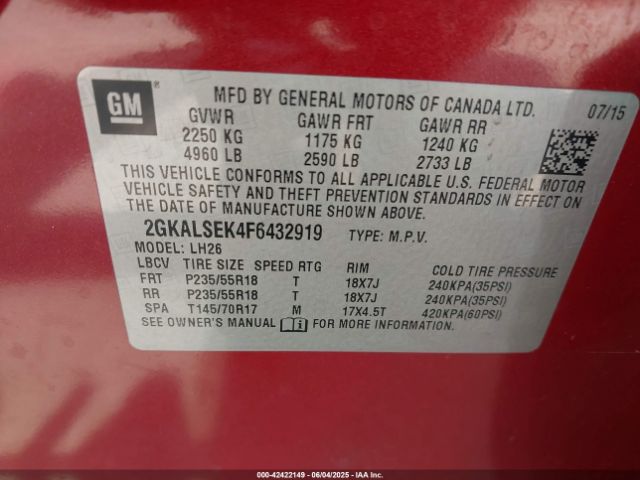 GM ®
MFD BY GENERAL MOTORS OF CANADA LTD. 07/15
GVWR GAWR FRT GAWR RR
2250 KG 1175 KG 1240 KG
4960 LB 2590 LB 2733 LB
THIS VEHICLE CONFORMS TO ALL APPLICABLE U.S. FEDERAL MOTOR
VEHICLE SAFETY AND THEFT PREVENTION STANDARDS IN EFFECT ON
THE DATE OF MANUFACTURE SHOWN ABOVE.
2GKALSEK4F6432919 TYPE: M.P.V.
MODEL: LH26
LBCV TIRE SIZE SPEED RTG RIM COLD TIRE PRESSURE
FRT P235/55R18 T 18X7J 240KPA(35PSI)
RR P235/55R18 T 18X7J 240KPA(35PSI)
SPA T145/70R17 M 17X4.5T 420KPA(60PSI)
SEE OWNER'S MANUAL FOR MORE INFORMATION
000-42422149 - 06/04/2025 - IAA Inc.